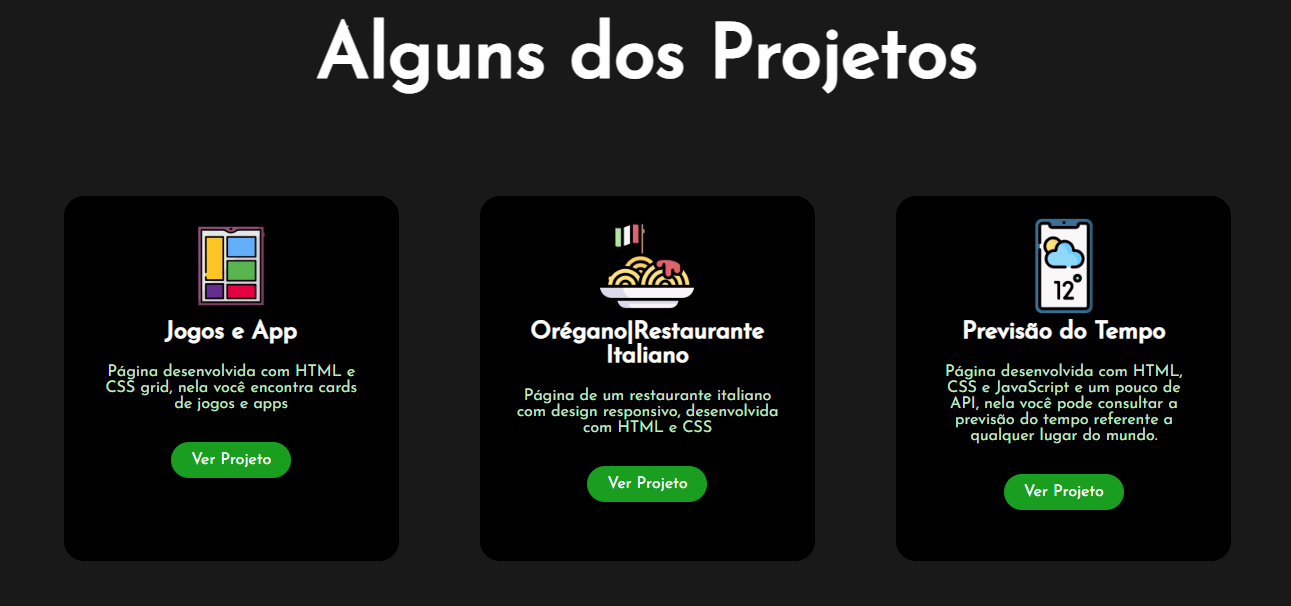 Alguns dos Projetos
12°
Jogos e App
Página desenvolvida com HTML e
CSS grid, nela você encontra cards
de jogos e apps
Ver Projeto
Orégano|Restaurante
Italiano
Página de um restaurante italiano
com design responsivo, desenvolvida
com HTML e CSS
Ver Projeto
Previsão do Tempo
Página desenvolvida com HTML,
CSS e JavaScript e um pouco de
API, nela você pode consultar a
previsão do tempo referente a
qualquer lugar do mundo.
Ver Projeto